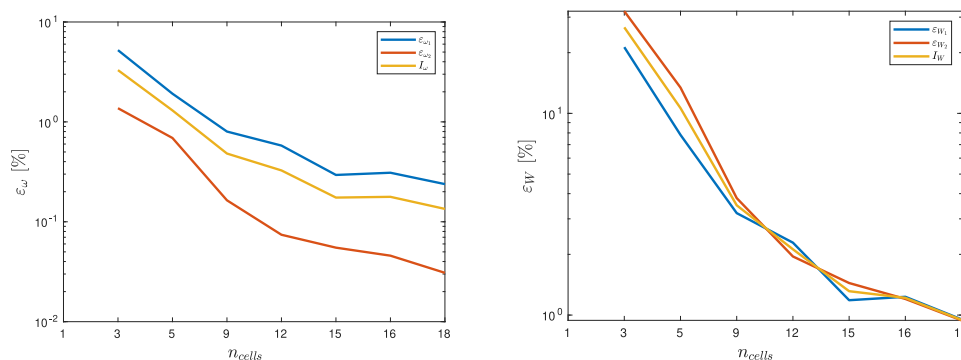 10^1
10^0
10^{-1}
10^{-2}
ε_ω [%]
1 3 5 9 12 15 16 18
n_{cells}
ε_{ω_1}
ε_{ω_2}
I_ω
10^1
10^0
ε_W [%]
1 3 5 9 12 15 16 1
n_{cells}
ε_{W_1}
ε_{W_2}
I_W